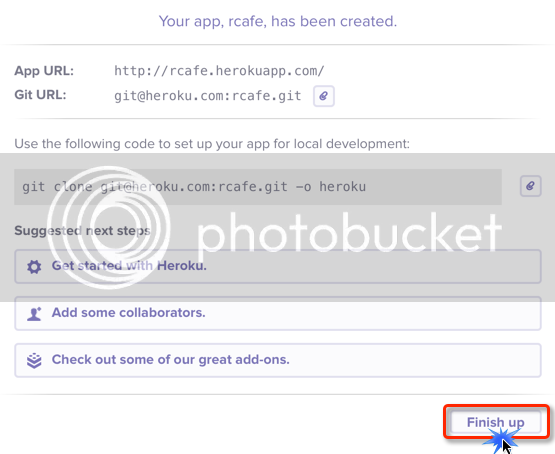 Your app, rcafe, has been created.
App URL: http://rcafe.herokuapp.com/
Git URL: git@heroku.com:rcafe.git
Use the following code to set up your app for local development:
git clone git@heroku.com:rcafe.git -o heroku
photobucket
Suggested next steps
Get started with Heroku.
Add some collaborators.
Check out some of our great add-ons.
Finish up